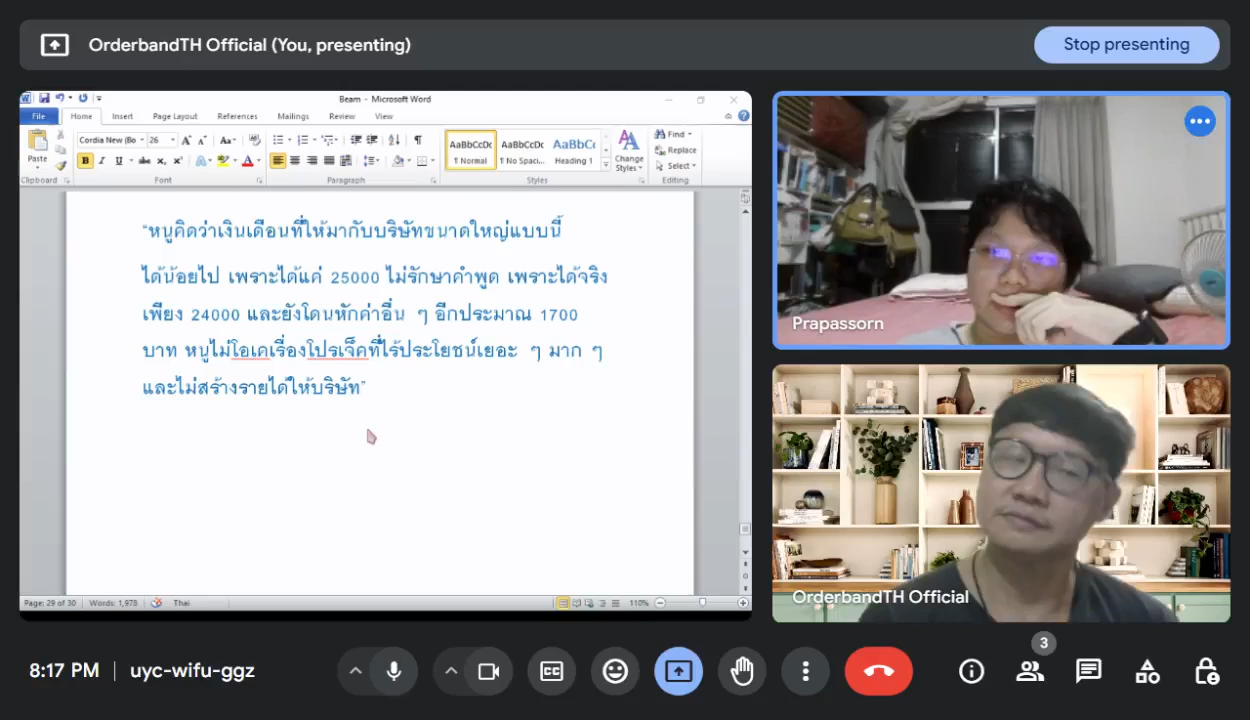 OrderbandTH Official (You, presenting)
Stop presenting
Beam - Microsoft Word
File Home Insert Page Layout References Mailings Review View
Cordia New (Bo 26
Paste
AaBbCcDc AaBbCcDc AaBbCc
¶ Normal ¶ No Spaci... Heading 1
Change Styles
Find
Replace
Select
Clipboard Font Paragraph Styles Editing
“หนูคิดว่าเงินเดือนที่ให้มากับบริษัทขนาดใหญ่แบบนี้
ได้น้อยไป เพราะได้แค่ 25000 ไม่รักษาคำพูด เพราะได้จริง
เพียง 24000 และยังโดนหักค่าอื่น ๆ อีกประมาณ 1700
บาท หนูไม่โอเคเรื่องโปรเจ็คที่ไร้ประโยชน์เยอะ ๆ มาก ๆ
และไม่สร้างรายได้ให้บริษัท”
Page: 29 of 30 Words: 1,978 Thai 110%
Prapassorn
OrderbandTH Official
8:17 PM | uyc-wifu-ggz
3